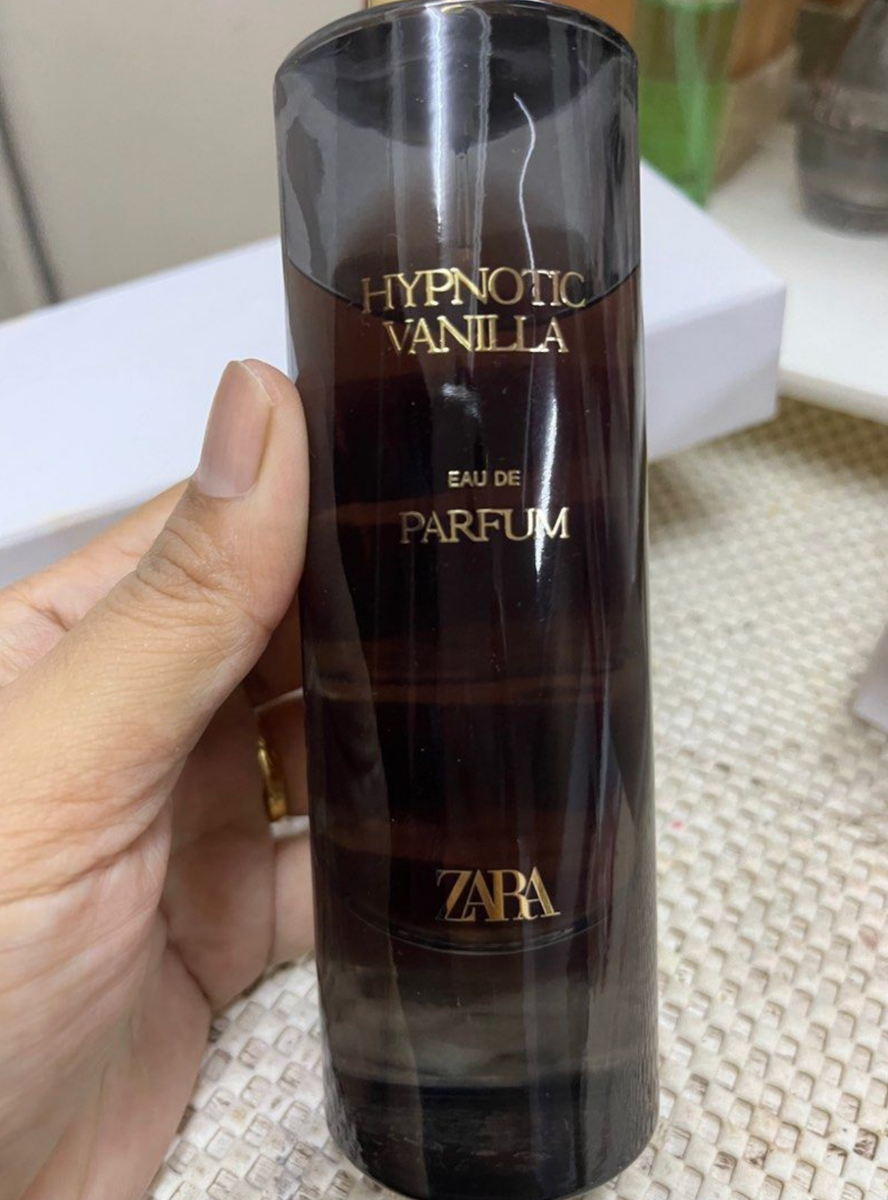 HYPNOTIC
VANILLA
EAU DE
PARFUM
ZARA